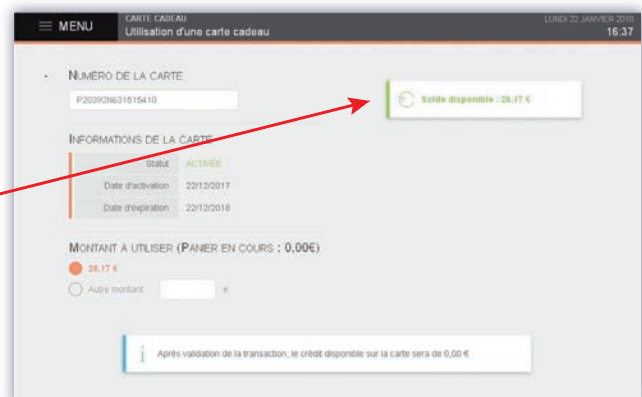 MENU
CARTE CADEAU
Utilisation d'une carte cadeau
LUNDI 22 JANVIER 2018
16:37
NUMÉRO DE LA CARTE
Solde disponible : 28,17 €
INFORMATIONS DE LA CARTE
Statut ACTIVÉE
Date d'activation 22/12/2017
Date d'expiration 22/12/2018
MONTANT À UTILISER (PANIER EN COURS : 0,00€)
28,17 €
Autre montant €
i Après validation de la transaction, le crédit disponible sur la carte sera de 0,00 €